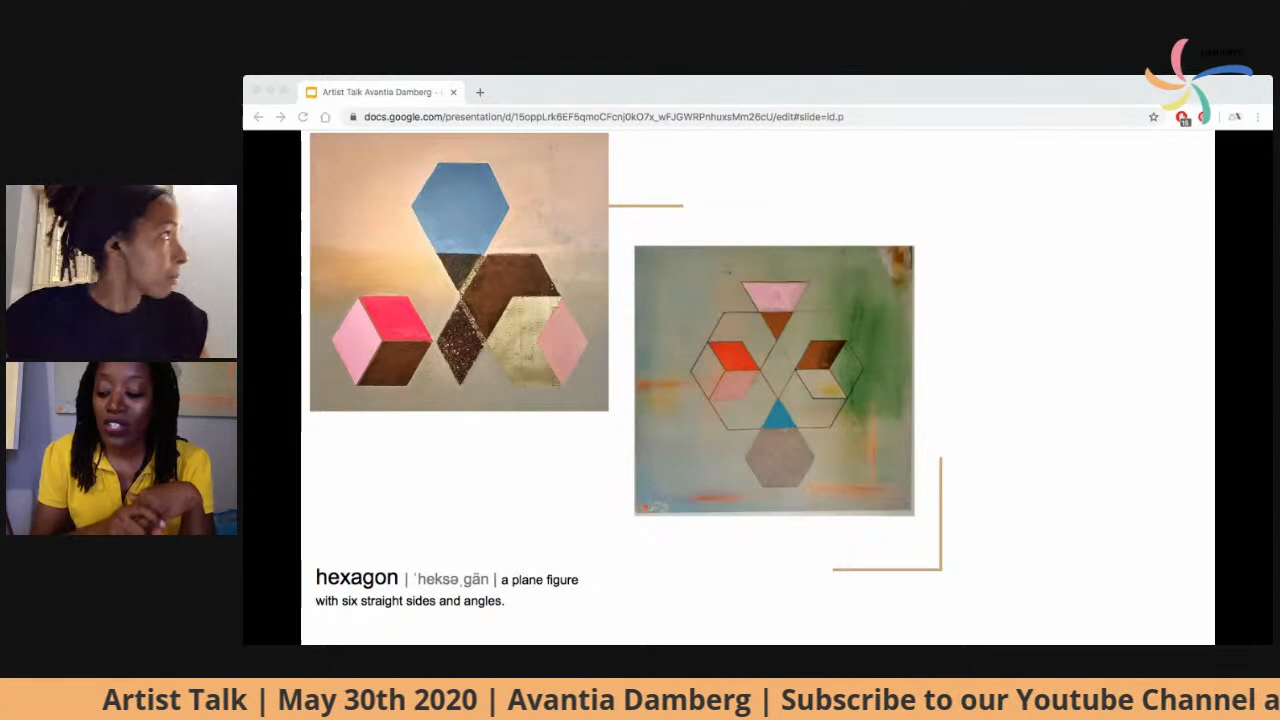 Artist Talk Avantia Damberg -
docs.google.com/presentation/d/15oppLrk6EF5qmoCFcnj0kO7x_wFJGWRPnhuxsMm26cU/edit#slide=id.p
hexagon | ˈheksəˌgän | a plane figure
with six straight sides and angles.
Artist Talk | May 30th 2020 | Avantia Damberg | Subscribe to our Youtube Channel a